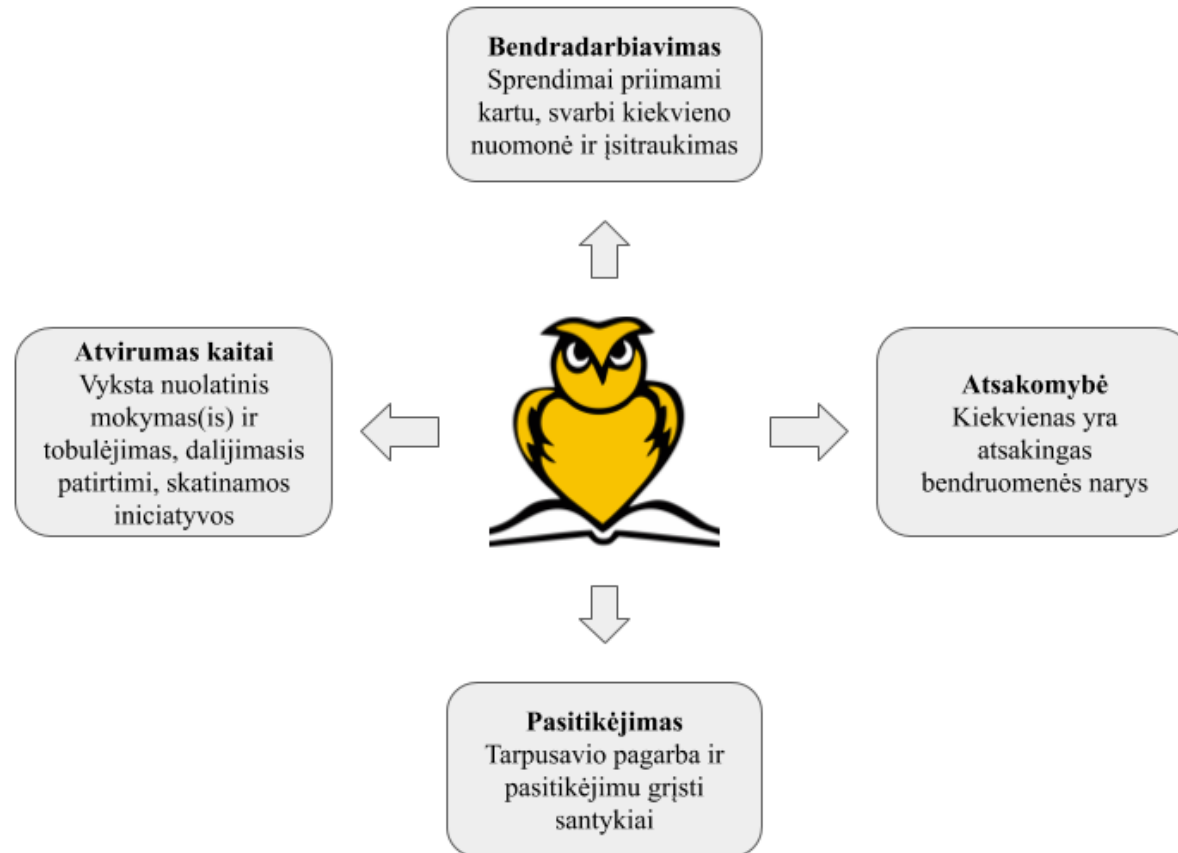 Bendradarbiavimas
Sprendimai priimami
kartu, svarbi kiekvieno
nuomonė ir įsitraukimas
Atvirumas kaitai
Vyksta nuolatinis
mokymas(is) ir
tobulėjimas, dalijimasis
patirtimi, skatinamos
iniciatyvos
Atsakomybė
Kiekvienas yra
atsakingas
bendruomenės narys
Pasitikėjimas
Tarpusavio pagarba ir
pasitikėjimu grįsti
santykiai